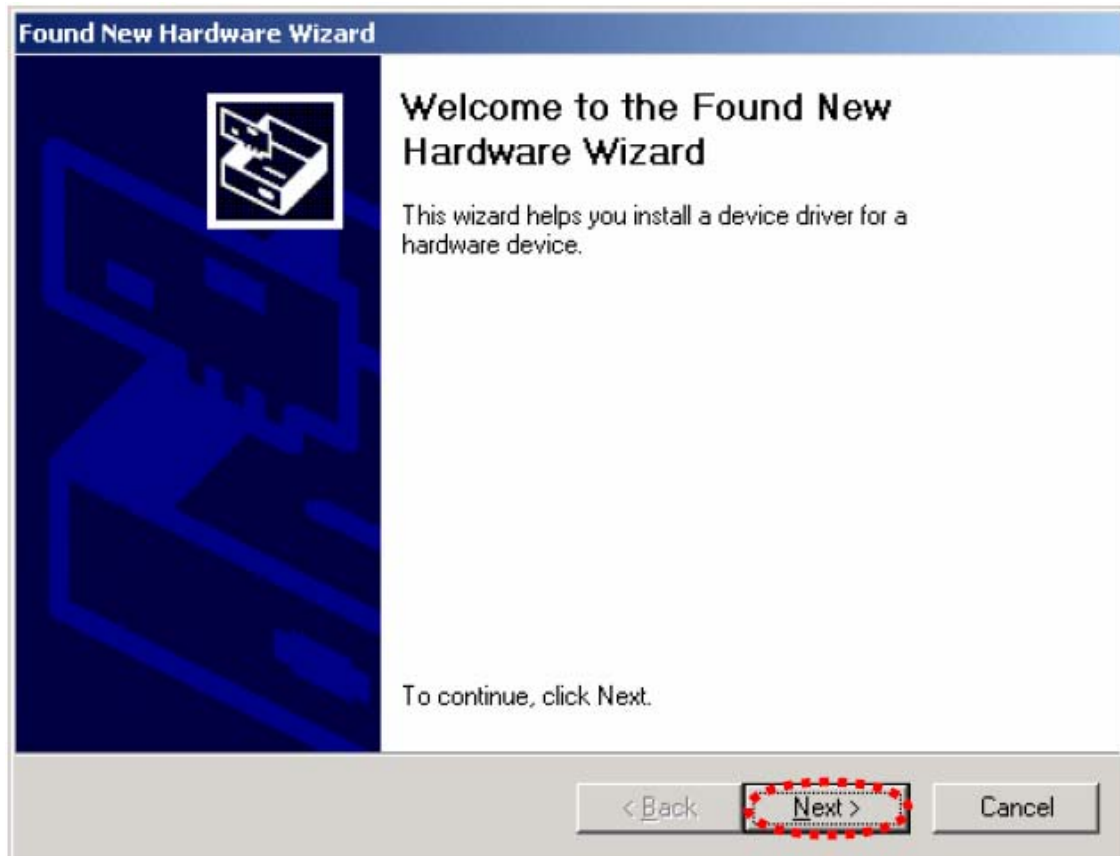 Found New Hardware Wizard
Welcome to the Found New
Hardware Wizard
This wizard helps you install a device driver for a
hardware device.
To continue, click Next.
< Back Next > Cancel